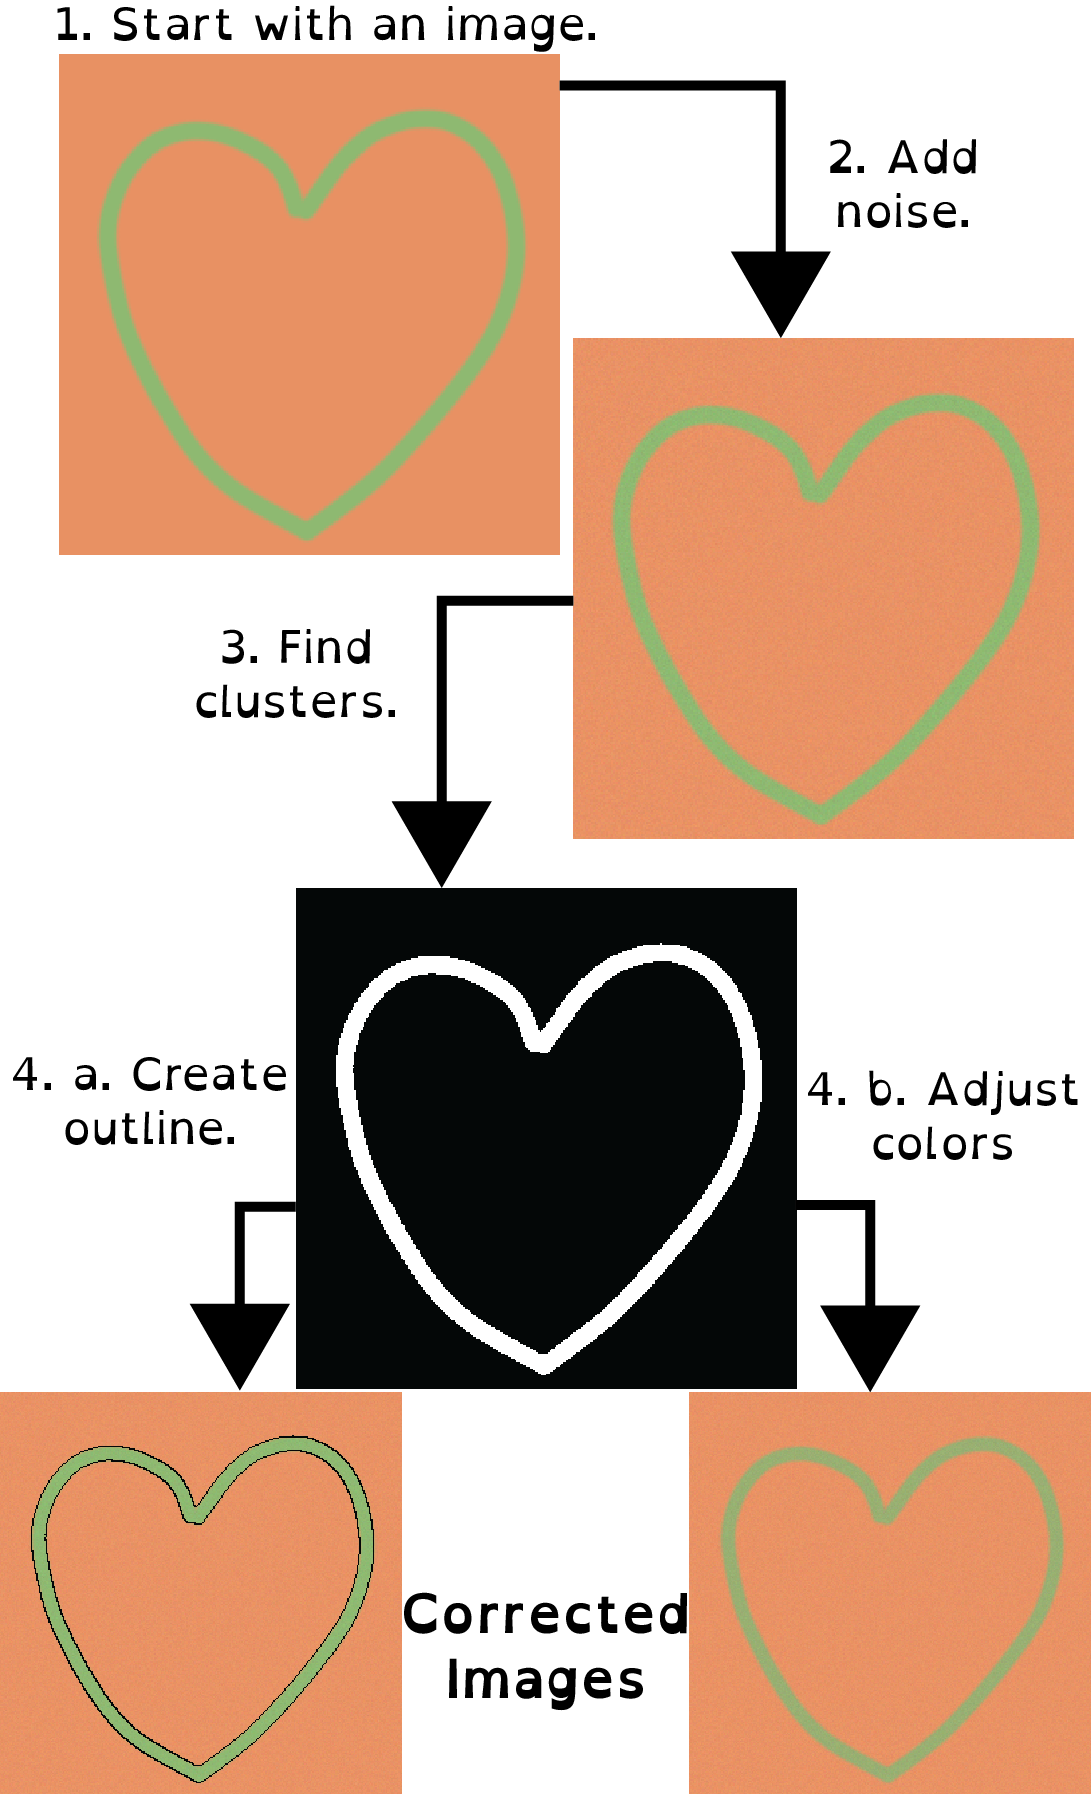 1. Start with an image.
2. Add
noise.
3. Find
clusters.
4. a. Create
outline.
4. b. Adjust
colors
Corrected
Images